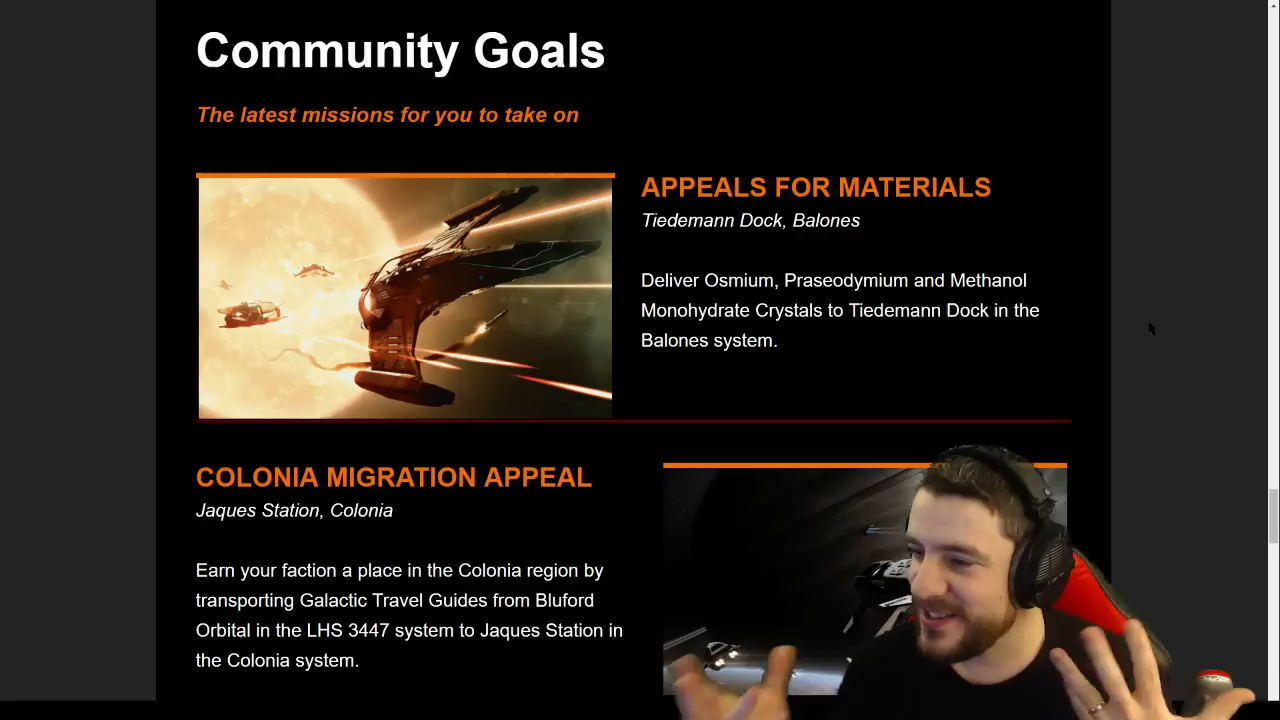 Community Goals
The latest missions for you to take on
APPEALS FOR MATERIALS
Tiedemann Dock, Balones
Deliver Osmium, Praseodymium and Methanol
Monohydrate Crystals to Tiedemann Dock in the
Balones system.
COLONIA MIGRATION APPEAL
Jaques Station, Colonia
Earn your faction a place in the Colonia region by
transporting Galactic Travel Guides from Bluford
Orbital in the LHS 3447 system to Jaques Station in
the Colonia system.